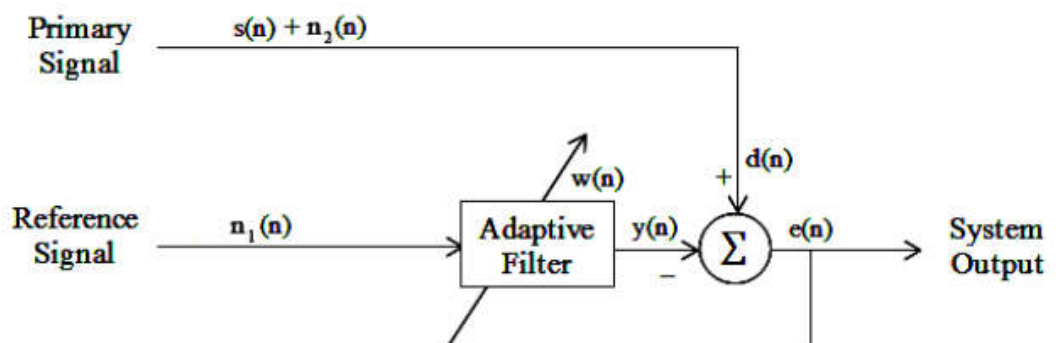 Primary
Signal
s(n) + n₂(n)
d(n)
+
w(n)
Reference
Signal
n₁(n)
Adaptive
Filter
y(n)
−
Σ
e(n)
System
Output